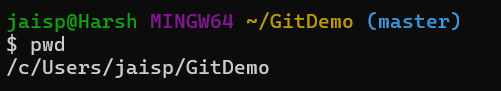 jaisp@Harsh MINGW64 ~/GitDemo (master)
$ pwd
/c/Users/jaisp/GitDemo